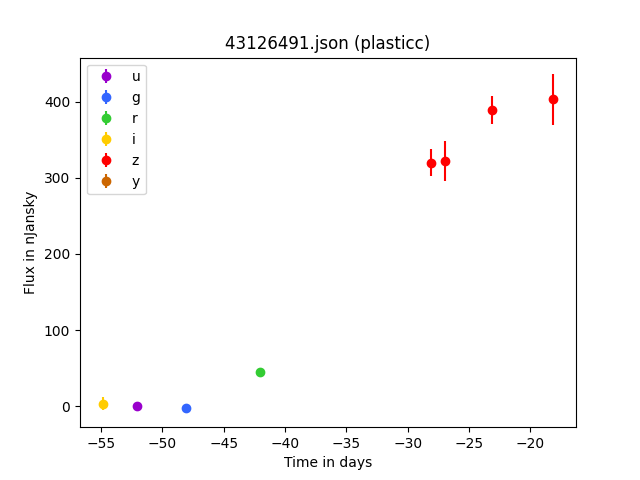 43126491.json (plasticc)
u
g
r
i
z
y
Flux in nJansky
400
300
200
100
0
−55
−50
−45
−40
−35
−30
−25
−20
Time in days